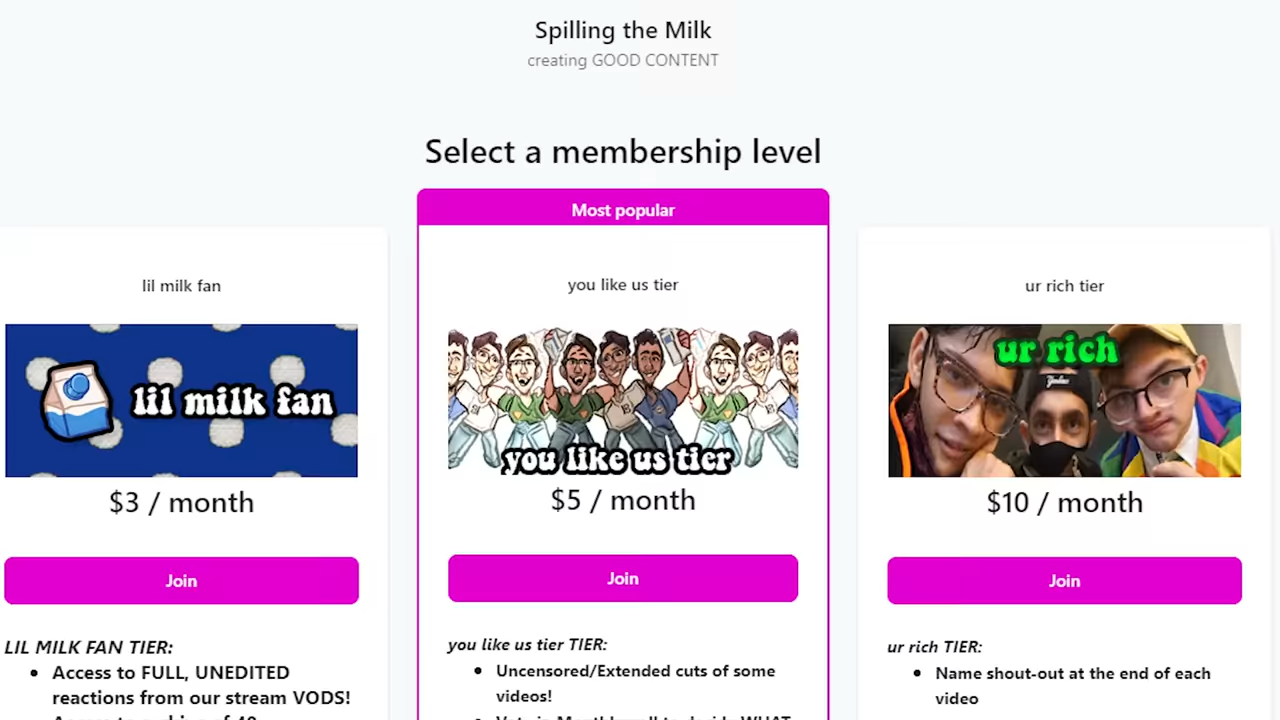 Spilling the Milk
creating GOOD CONTENT
Select a membership level
Most popular
lil milk fan
lil milk fan
$3 / month
Join
LIL MILK FAN TIER:
• Access to FULL, UNEDITED
reactions from our stream VODS!
you like us tier
you like us tier
$5 / month
Join
you like us tier TIER:
• Uncensored/Extended cuts of some
videos!
ur rich tier
ur rich
$10 / month
Join
ur rich TIER:
• Name shout-out at the end of each
video